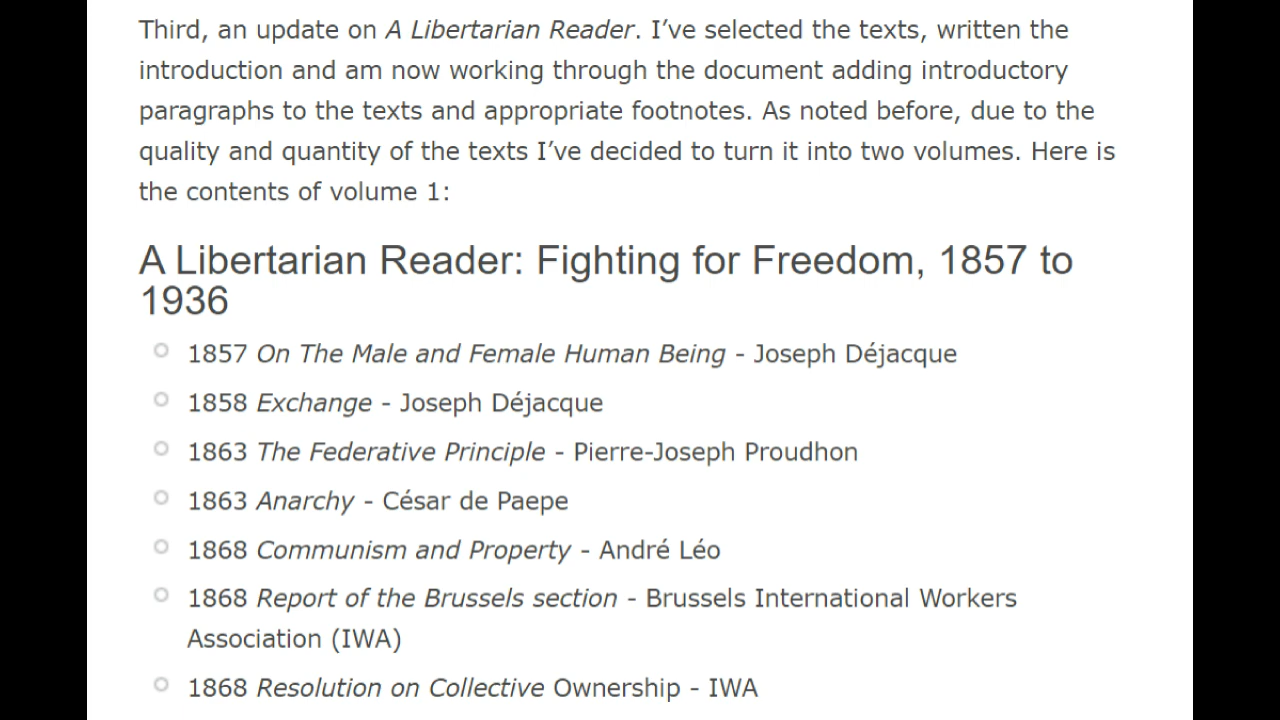 Third, an update on A Libertarian Reader. I’ve selected the texts, written the
introduction and am now working through the document adding introductory
paragraphs to the texts and appropriate footnotes. As noted before, due to the
quality and quantity of the texts I’ve decided to turn it into two volumes. Here is
the contents of volume 1:
A Libertarian Reader: Fighting for Freedom, 1857 to
1936
1857 On The Male and Female Human Being - Joseph Déjacque
1858 Exchange - Joseph Déjacque
1863 The Federative Principle - Pierre-Joseph Proudhon
1863 Anarchy - César de Paepe
1868 Communism and Property - André Léo
1868 Report of the Brussels section - Brussels International Workers
Association (IWA)
1868 Resolution on Collective Ownership - IWA